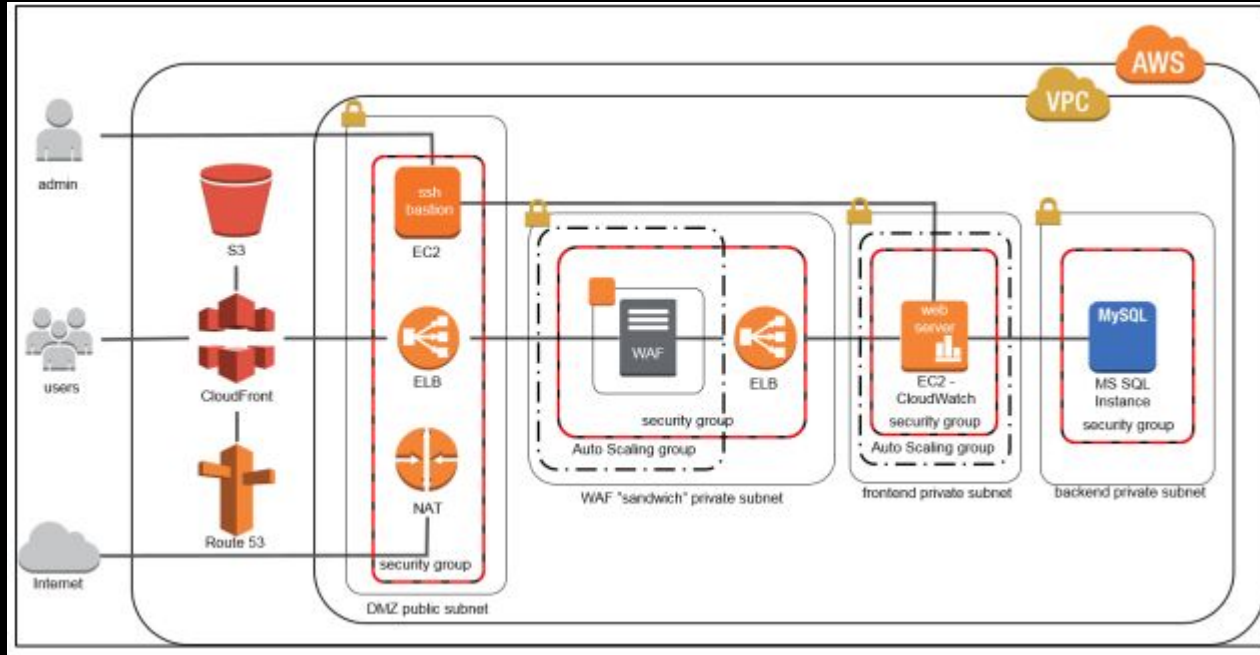 AWS
VPC
admin
S3
users
CloudFront
Route 53
Internet
ssh
bastion
EC2
ELB
NAT
security group
DMZ public subnet
WAF
ELB
security group
Auto Scaling group
WAF "sandwich" private subnet
web
server
EC2 -
CloudWatch
security group
Auto Scaling group
frontend private subnet
MySQL
MS SQL
Instance
security group
backend private subnet